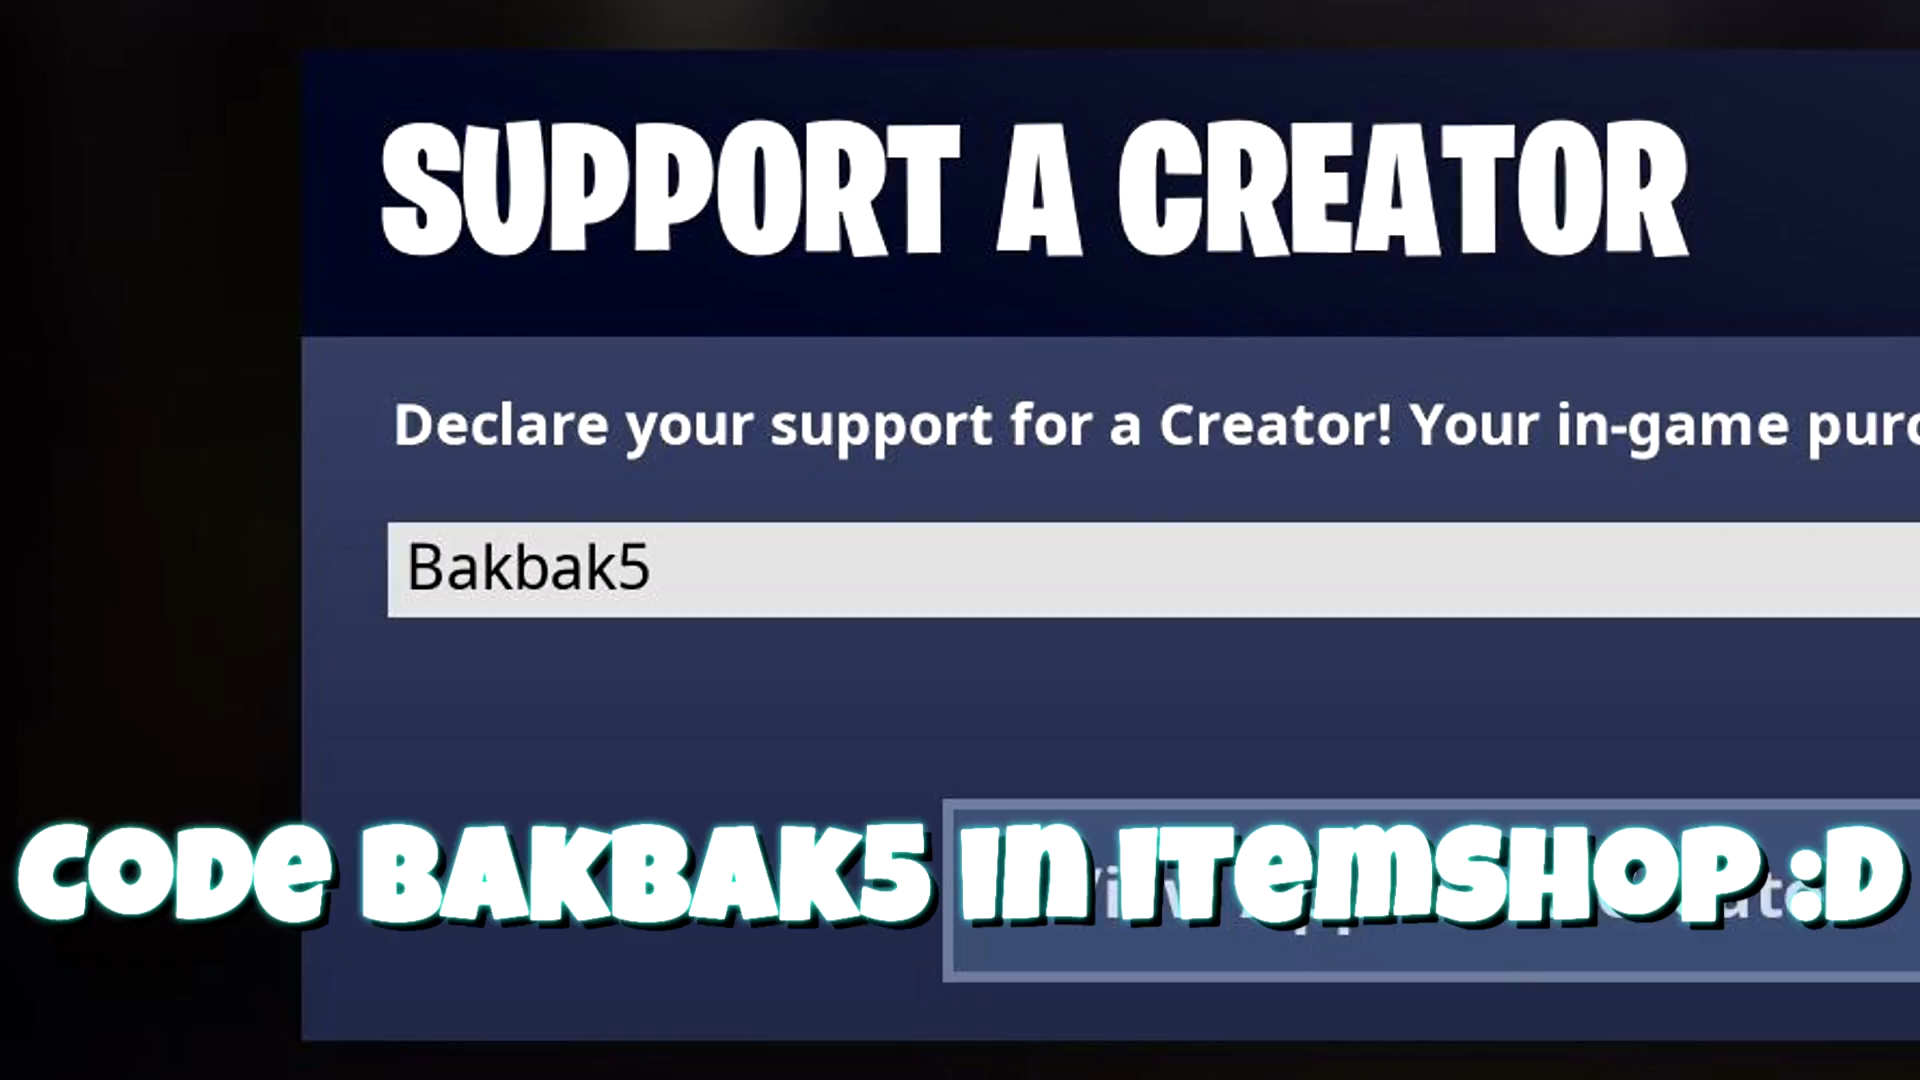 SUPPORT A CREATOR
Declare your support for a Creator! Your in-game purc
Bakbak5
CODE BAKBAK5 IN ITEMSHOP :D